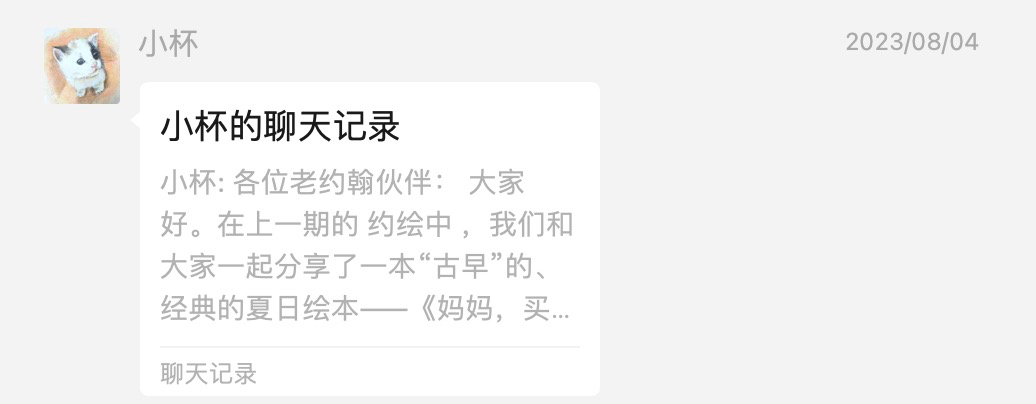 小杯
2023/08/04
小杯的聊天记录
小杯: 各位老约翰伙伴： 大家
好。在上一期的 约绘中 ，我们和
大家一起分享了一本“古早”的、
经典的夏日绘本——《妈妈，买...
聊天记录